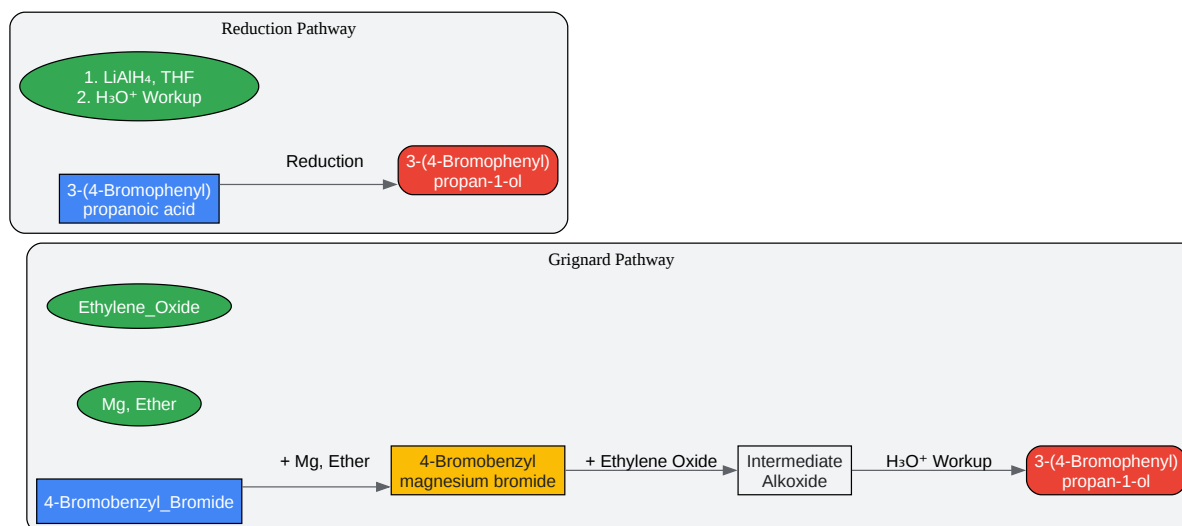 Reduction Pathway
1. LiAlH₄, THF
2. H₃O⁺ Workup
Reduction
3-(4-Bromophenyl)
propanoic acid
3-(4-Bromophenyl)
propan-1-ol
Grignard Pathway
Ethylene_Oxide
Mg, Ether
4-Bromobenzyl_Bromide
+ Mg, Ether
4-Bromobenzyl
magnesium bromide
+ Ethylene Oxide
Intermediate
Alkoxide
H₃O⁺ Workup
3-(4-Bromophenyl)
propan-1-ol